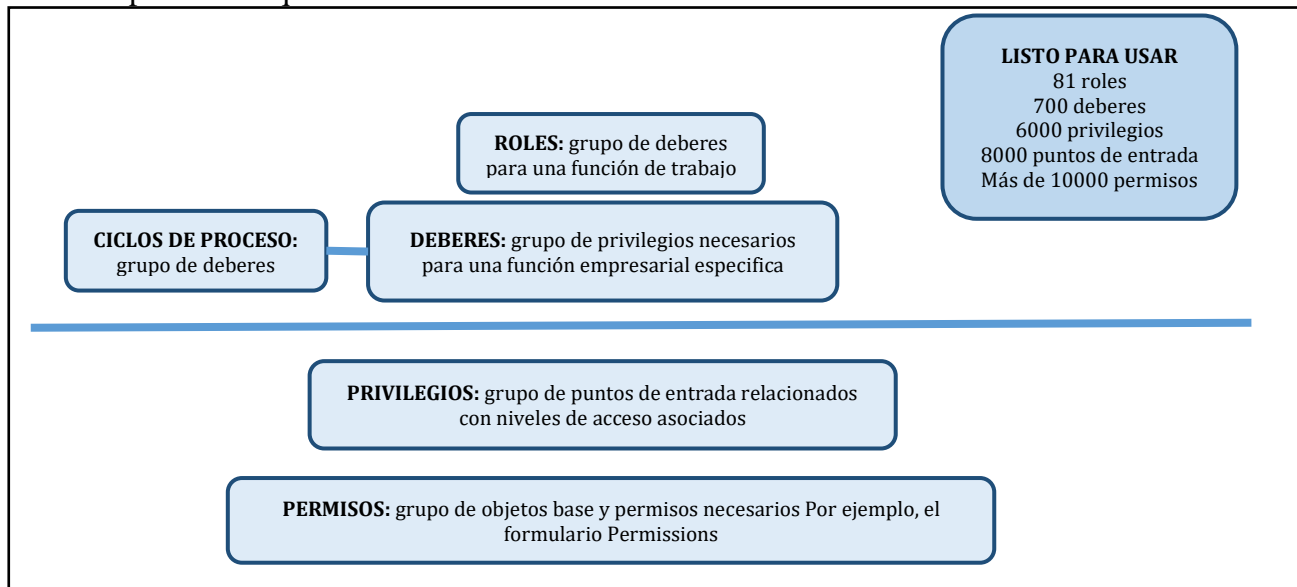 LISTO PARA USAR
81 roles
700 deberes
6000 privilegios
8000 puntos de entrada
Más de 10000 permisos
ROLES: grupo de deberes
para una función de trabajo
CICLOS DE PROCESO:
grupo de deberes
DEBERES: grupo de privilegios necesarios
para una función empresarial especifica
PRIVILEGIOS: grupo de puntos de entrada relacionados
con niveles de acceso asociados
PERMISOS: grupo de objetos base y permisos necesarios Por ejemplo, el
formulario Permissions